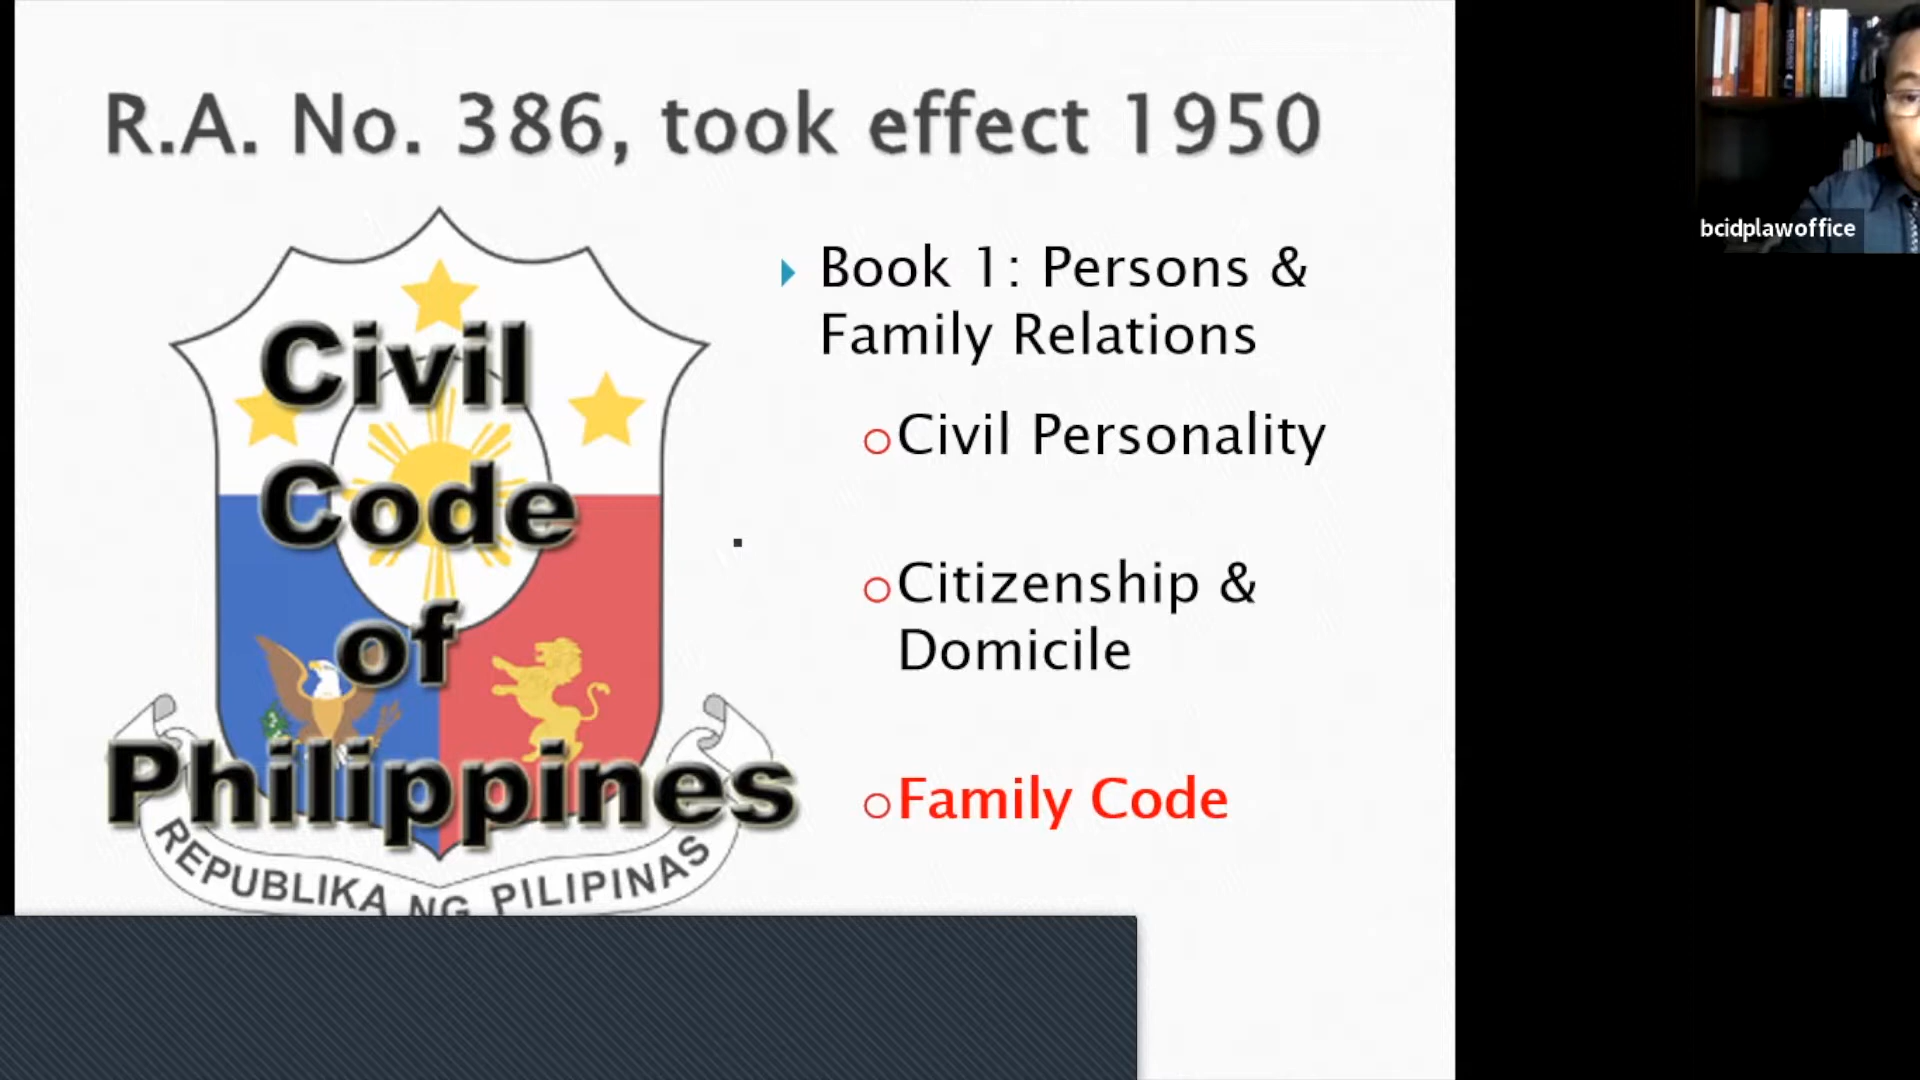 R.A. No. 386, took effect 1950
Civil
Code
of
Philippines
REPUBLIKA NG PILIPINAS
Book 1: Persons &
Family Relations
Civil Personality
Citizenship &
Domicile
Family Code
bcidplawoffice